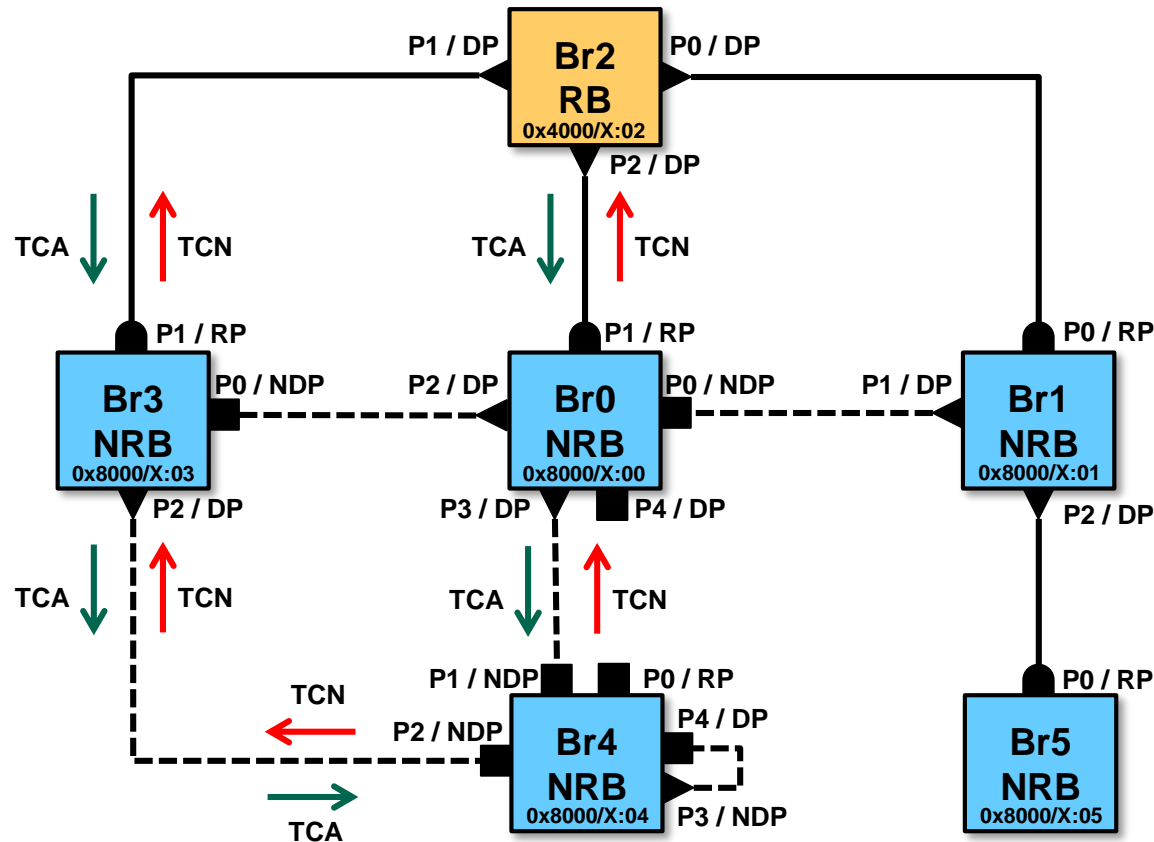 P1 / DP
Br2
RB
0x4000/X:02
P0 / DP
P2 / DP
TCA
TCN
TCA
TCN
P1 / RP
P1 / RP
P0 / RP
Br3
NRB
0x8000/X:03
P0 / NDP
P2 / DP
Br0
NRB
0x8000/X:00
P0 / NDP
P1 / DP
Br1
NRB
0x8000/X:01
P2 / DP
P3 / DP
P4 / DP
P2 / DP
TCA
TCN
TCA
TCN
TCN
P1 / NDP
P0 / RP
P0 / RP
P2 / NDP
Br4
NRB
0x8000/X:04
P4 / DP
P3 / NDP
Br5
NRB
0x8000/X:05
TCA